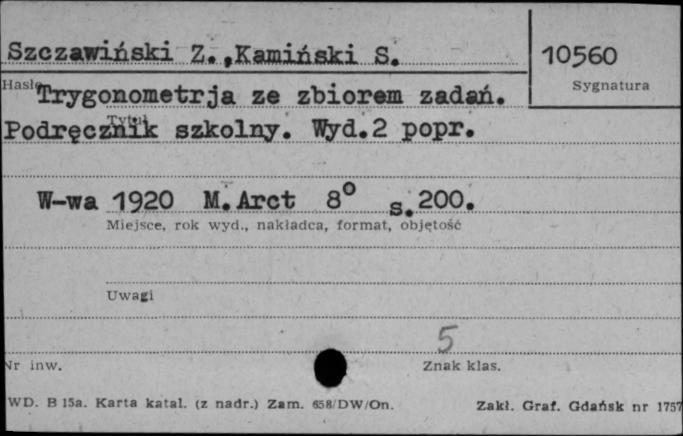 Szczawiński Z.,Kamiński S.
10560
Hasło
Sygnatura
Trygonometrja ze zbiorem zadań.
Tytuł
Podręcznik szkolny. Wyd.2 popr.
W-wa 1920 M.Arct 8° s.200.
Miejsce, rok wyd., nakładca, format, objętość
Uwagi
5
Nr inw.
Znak klas.
WD. B 15a. Karta katal. (z nadr.) Zam. 658/DW/On.
Zakł. Graf. Gdańsk nr 1757